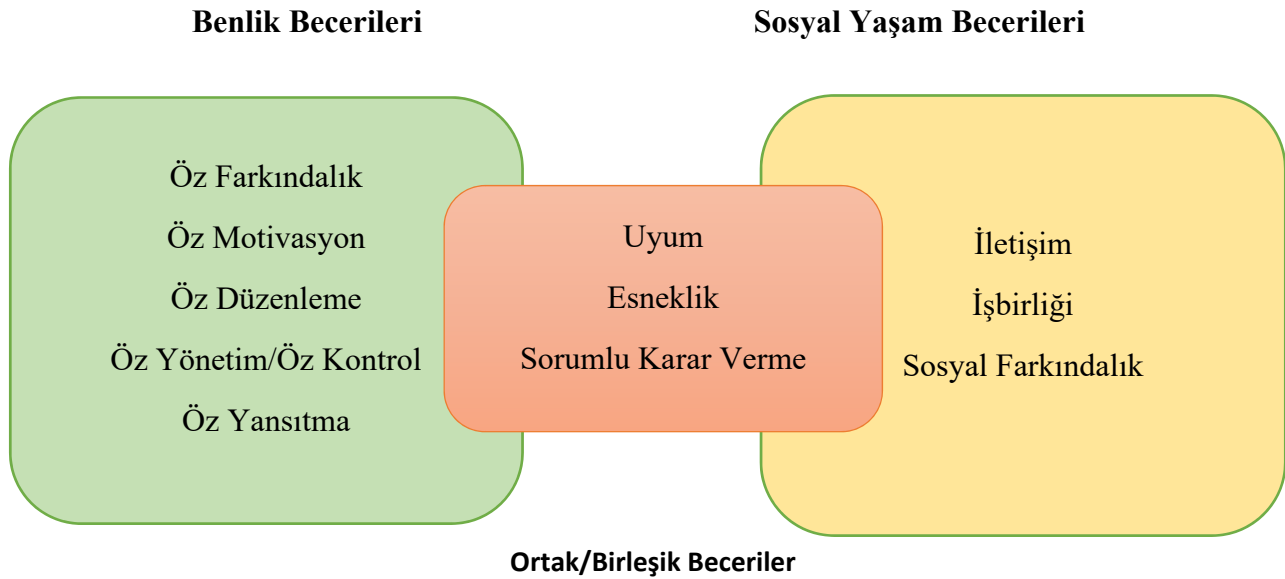 Benlik Becerileri
Sosyal Yaşam Becerileri
Öz Farkındalık
Öz Motivasyon
Öz Düzenleme
Öz Yönetim/Öz Kontrol
Öz Yansıtma
Uyum
Esneklik
Sorumlu Karar Verme
İletişim
İşbirliği
Sosyal Farkındalık
Ortak/Birleşik Beceriler